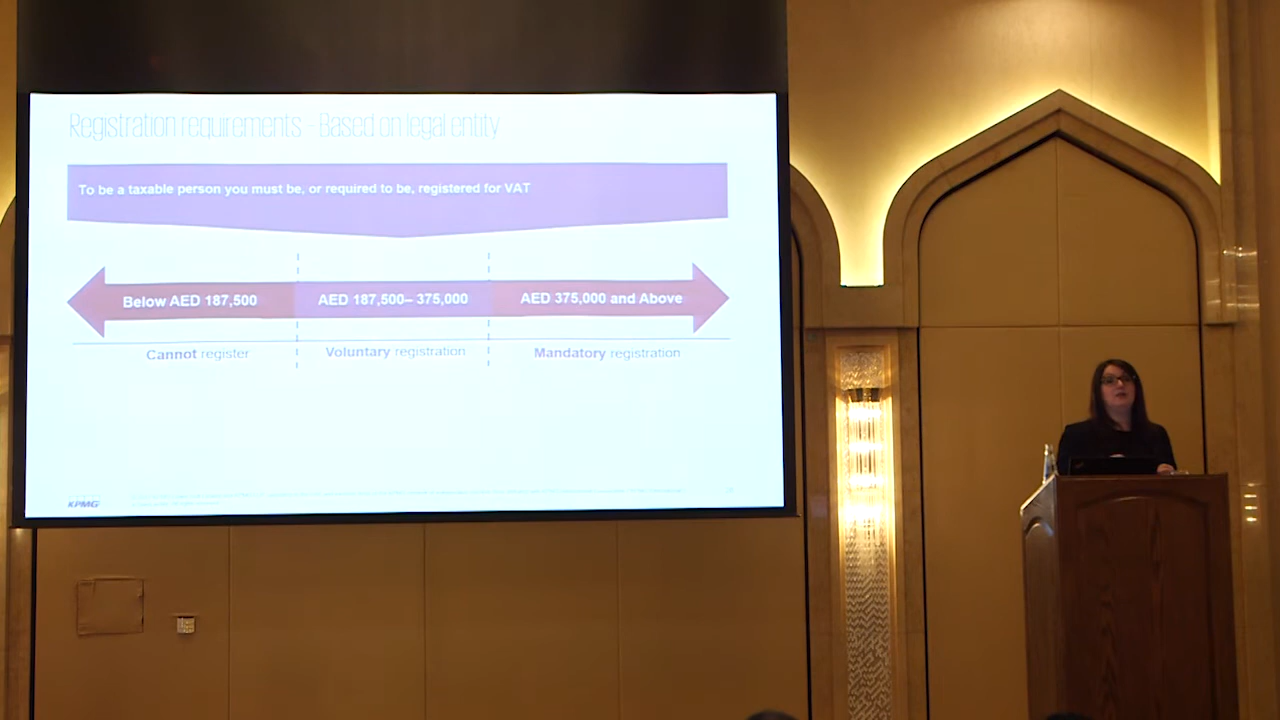 Registration requirements - Based on legal entity
To be a taxable person you must be, or required to be, registered for VAT
Below AED 187,500
AED 187,500– 375,000
AED 375,000 and Above
Cannot register
Voluntary registration
Mandatory registration
KPMG